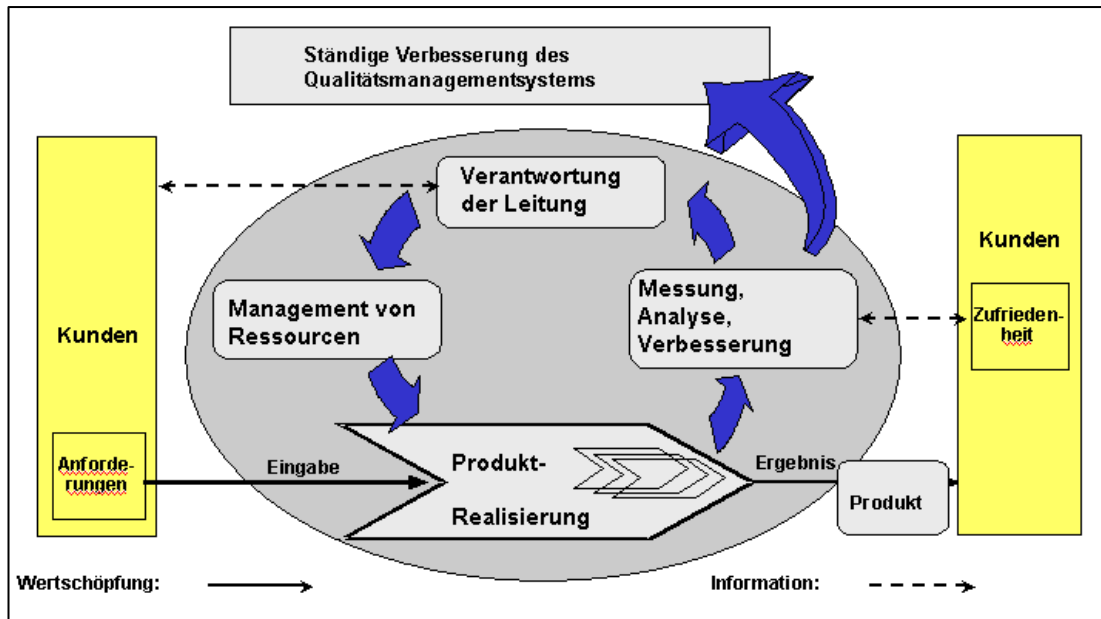 Ständige Verbesserung des
Qualitätsmanagementsystems
Verantwortung
der Leitung
Kunden
Management von
Ressourcen
Messung,
Analyse,
Verbesserung
Kunden
Zufrieden-
heit
Anforde-
rungen
Eingabe
Produkt-
Realisierung
Ergebnis
Produkt
Wertschöpfung:
Information: